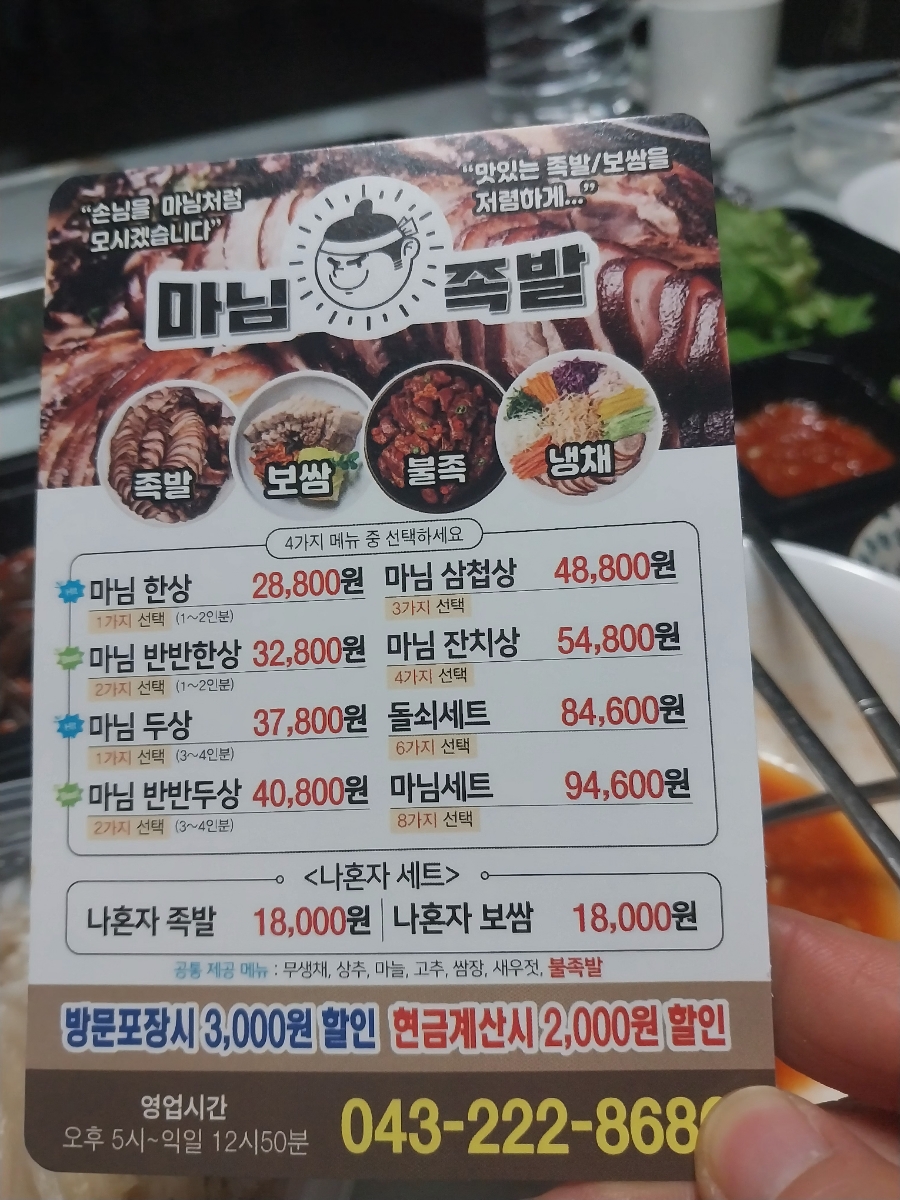 "손님을 마님처럼
모시겠습니다"
"맛있는 족발/보쌈을
저렴하게..."
마님 족발
족발 보쌈 불족 냉채
4가지 메뉴 중 선택하세요
마님 한상 28,800원
1가지 선택 (1~2인분)
마님 반반한상 32,800원
2가지 선택 (1~2인분)
마님 두상 37,800원
1가지 선택 (3~4인분)
마님 반반두상 40,800원
2가지 선택 (3~4인분)
마님 삼첩상 48,800원
3가지 선택
마님 잔치상 54,800원
4가지 선택
돌쇠세트 84,600원
6가지 선택
마님세트 94,600원
8가지 선택
<나혼자 세트>
나혼자 족발 18,000원 나혼자 보쌈 18,000원
공통 제공 메뉴 : 무생채, 상추, 마늘, 고추, 쌈장, 새우젓, 불족발
방문포장시 3,000원 할인 현금계산시 2,000원 할인
영업시간
오후 5시~익일 12시50분
043-222-868